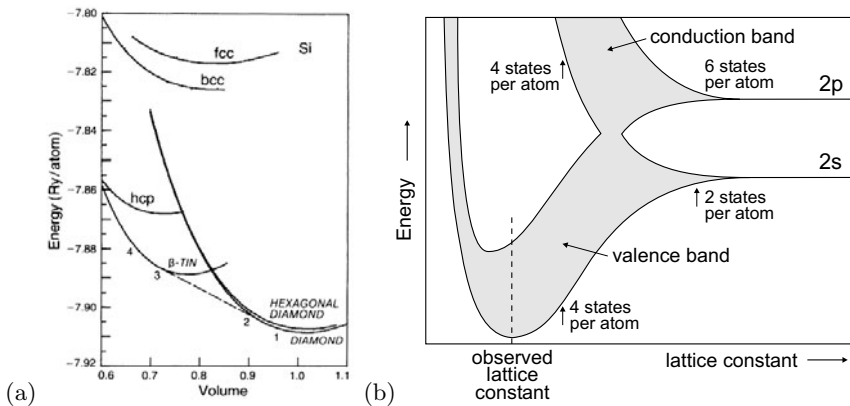 (a)
Energy (Ry/atom)
−7.80
−7.82
−7.84
−7.86
−7.88
−7.90
−7.92
fcc
Si
bcc
hcp
4
3
β-TIN
HEXAGONAL
DIAMOND
2
1
DIAMOND
0.6
0.7
0.8
0.9
1.0
1.1
Volume
(b)
Energy
conduction band
4 states
per atom
6 states
per atom
2p
2s
2 states
per atom
valence band
4 states
per atom
observed
lattice
constant
lattice constant